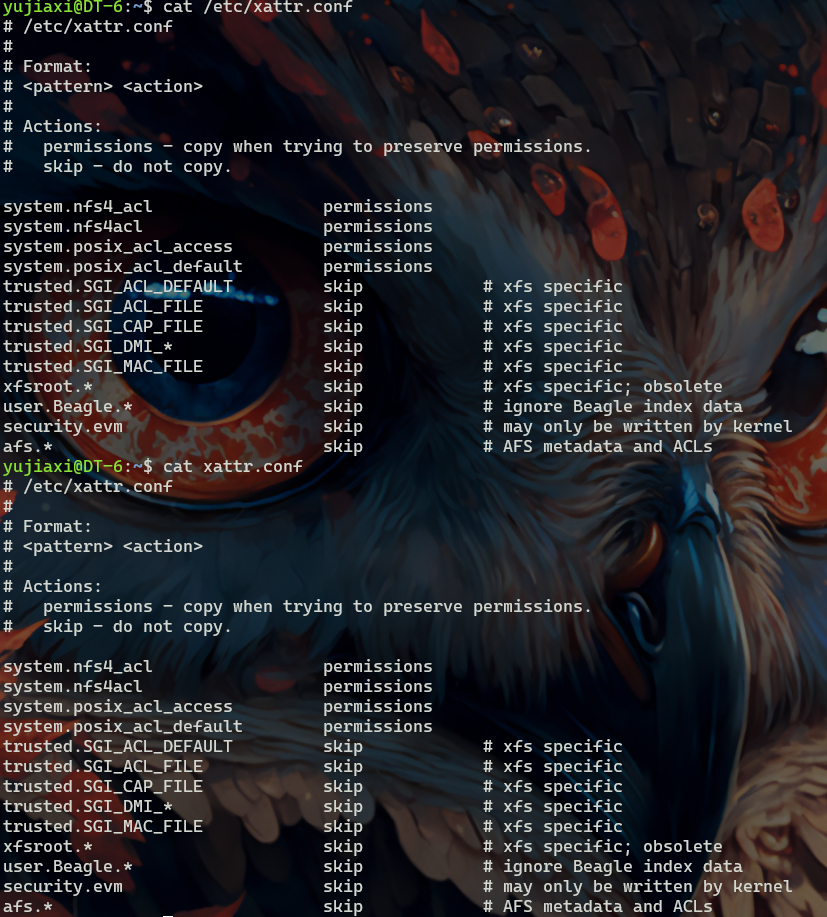 yujiaxi@DT-6:~$ cat /etc/xattr.conf
# /etc/xattr.conf
#
# Format:
# <pattern> <action>
#
# Actions:
#   permissions - copy when trying to preserve permissions.
#   skip - do not copy.

system.nfs4_acl                 permissions
system.nfs4acl                  permissions
system.posix_acl_access         permissions
system.posix_acl_default        permissions
trusted.SGI_ACL_DEFAULT         skip            # xfs specific
trusted.SGI_ACL_FILE            skip            # xfs specific
trusted.SGI_CAP_FILE            skip            # xfs specific
trusted.SGI_DMI_*               skip            # xfs specific
trusted.SGI_MAC_FILE            skip            # xfs specific
xfsroot.*                       skip            # xfs specific; obsolete
user.Beagle.*                   skip            # ignore Beagle index data
security.evm                    skip            # may only be written by kernel
afs.*                           skip            # AFS metadata and ACLs
yujiaxi@DT-6:~$ cat xattr.conf
# /etc/xattr.conf
#
# Format:
# <pattern> <action>
#
# Actions:
#   permissions - copy when trying to preserve permissions.
#   skip - do not copy.

system.nfs4_acl                 permissions
system.nfs4acl                  permissions
system.posix_acl_access         permissions
system.posix_acl_default        permissions
trusted.SGI_ACL_DEFAULT         skip            # xfs specific
trusted.SGI_ACL_FILE            skip            # xfs specific
trusted.SGI_CAP_FILE            skip            # xfs specific
trusted.SGI_DMI_*               skip            # xfs specific
trusted.SGI_MAC_FILE            skip            # xfs specific
xfsroot.*                       skip            # xfs specific; obsolete
user.Beagle.*                   skip            # ignore Beagle index data
security.evm                    skip            # may only be written by kernel
afs.*                           skip            # AFS metadata and ACLs